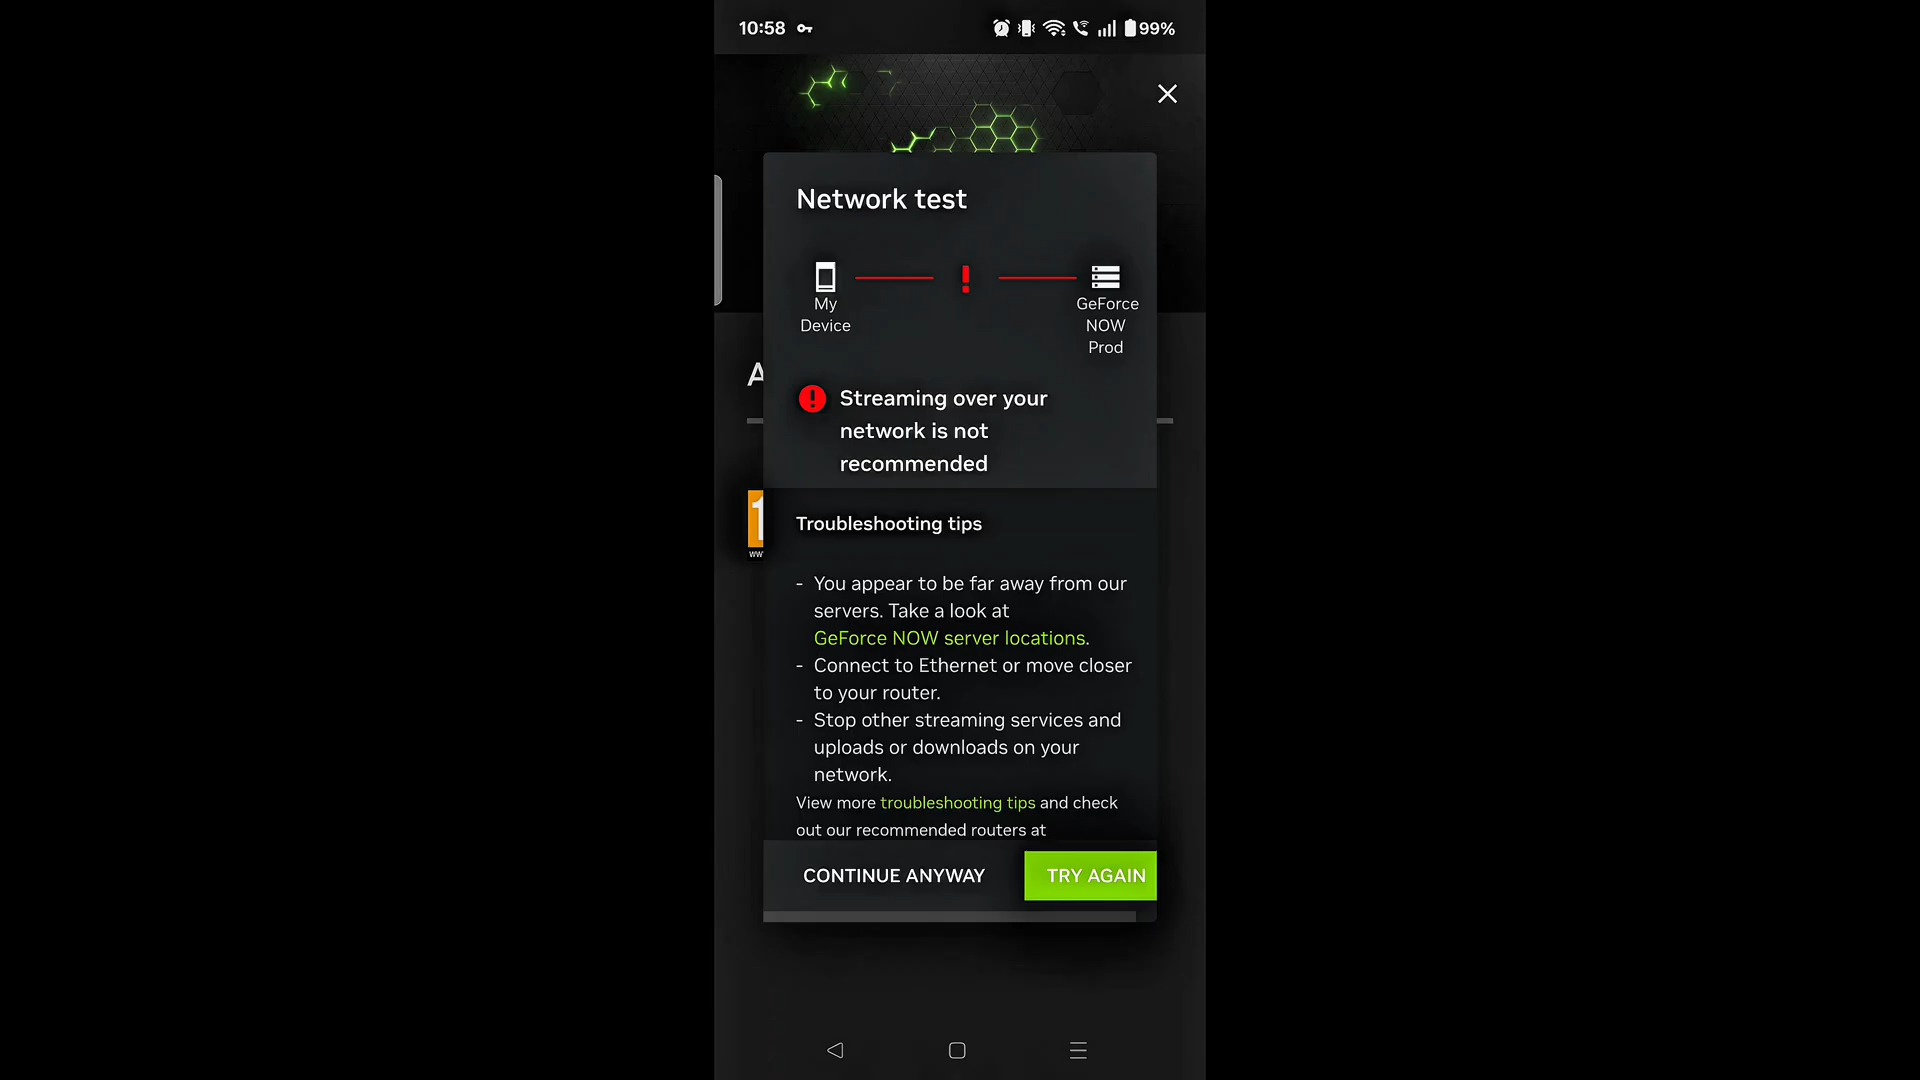 10:58
99%
Network test
My
Device
GeForce
NOW
Prod
A
Streaming over your
network is not
recommended
1
ww
Troubleshooting tips
- You appear to be far away from our
servers. Take a look at
GeForce NOW server locations.
- Connect to Ethernet or move closer
to your router.
- Stop other streaming services and
uploads or downloads on your
network.
View more troubleshooting tips and check
out our recommended routers at
CONTINUE ANYWAY
TRY AGAIN